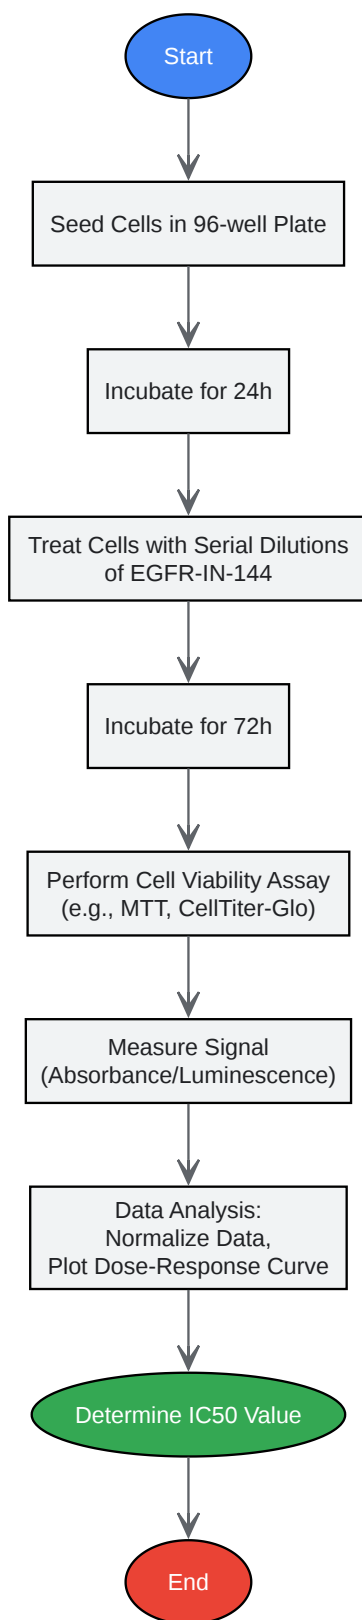 Start
Seed Cells in 96-well Plate
Incubate for 24h
Treat Cells with Serial Dilutions
of EGFR-IN-144
Incubate for 72h
Perform Cell Viability Assay
(e.g., MTT, CellTiter-Glo)
Measure Signal
(Absorbance/Luminescence)
Data Analysis:
Normalize Data,
Plot Dose-Response Curve
Determine IC50 Value
End